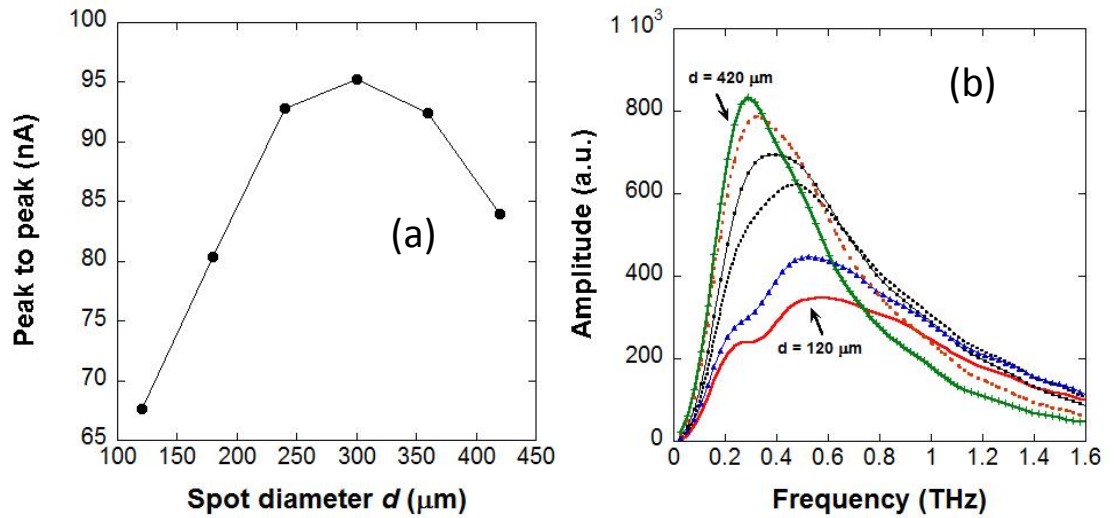 100
95
90
85
80
75
70
65
100 150 200 250 300 350 400 450
Peak to peak (nA)
Spot diameter d (μm)
(a)
1 10³
800
600
400
200
0
0 0.2 0.4 0.6 0.8 1 1.2 1.4 1.6
Amplitude (a.u.)
Frequency (THz)
d = 420 μm
(b)
d = 120 μm